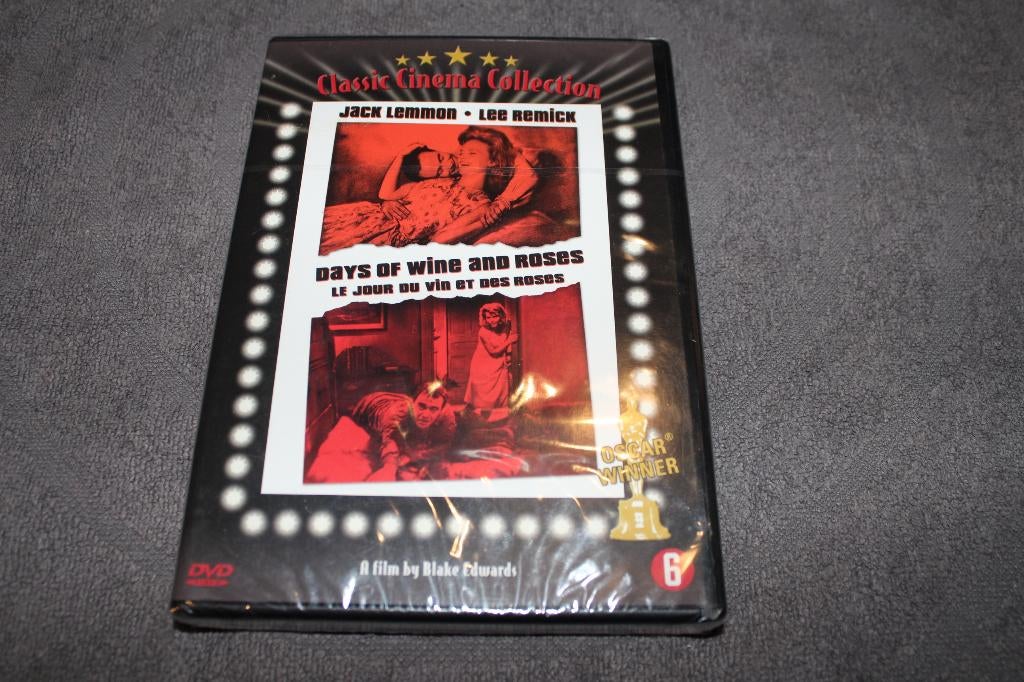 Classic Cinema Collection
Jack Lemmon • Lee Remick
Days of Wine and Roses
Le Jour du Vin et des Roses
OSCAR®
WINNER
A film by Blake Edwards
DVD
6